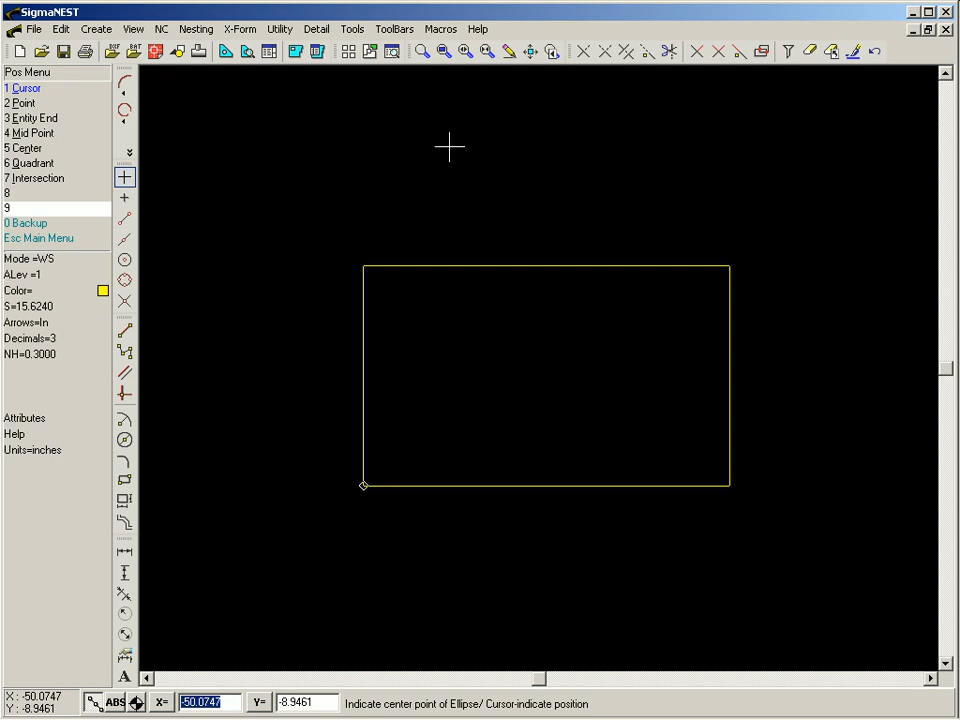 SigmaNEST
File Edit Create View NC Nesting X-Form Utility Detail Tools ToolBars Macros Help
DXF BAT
Pos Menu
1 Cursor
2 Point
3 Entity End
4 Mid Point
5 Center
6 Quadrant
7 Intersection
8
9
0 Backup
Esc Main Menu
Mode =WS
ALev =1
Color=
S=15.6240
Arrows=In
Decimals=3
NH=0.3000
Attributes
Help
Units=inches
A
X : -50.0747
Y : -8.9461
ABS X= -50.0747 Y= -8.9461 Indicate center point of Ellipse/ Cursor-indicate position